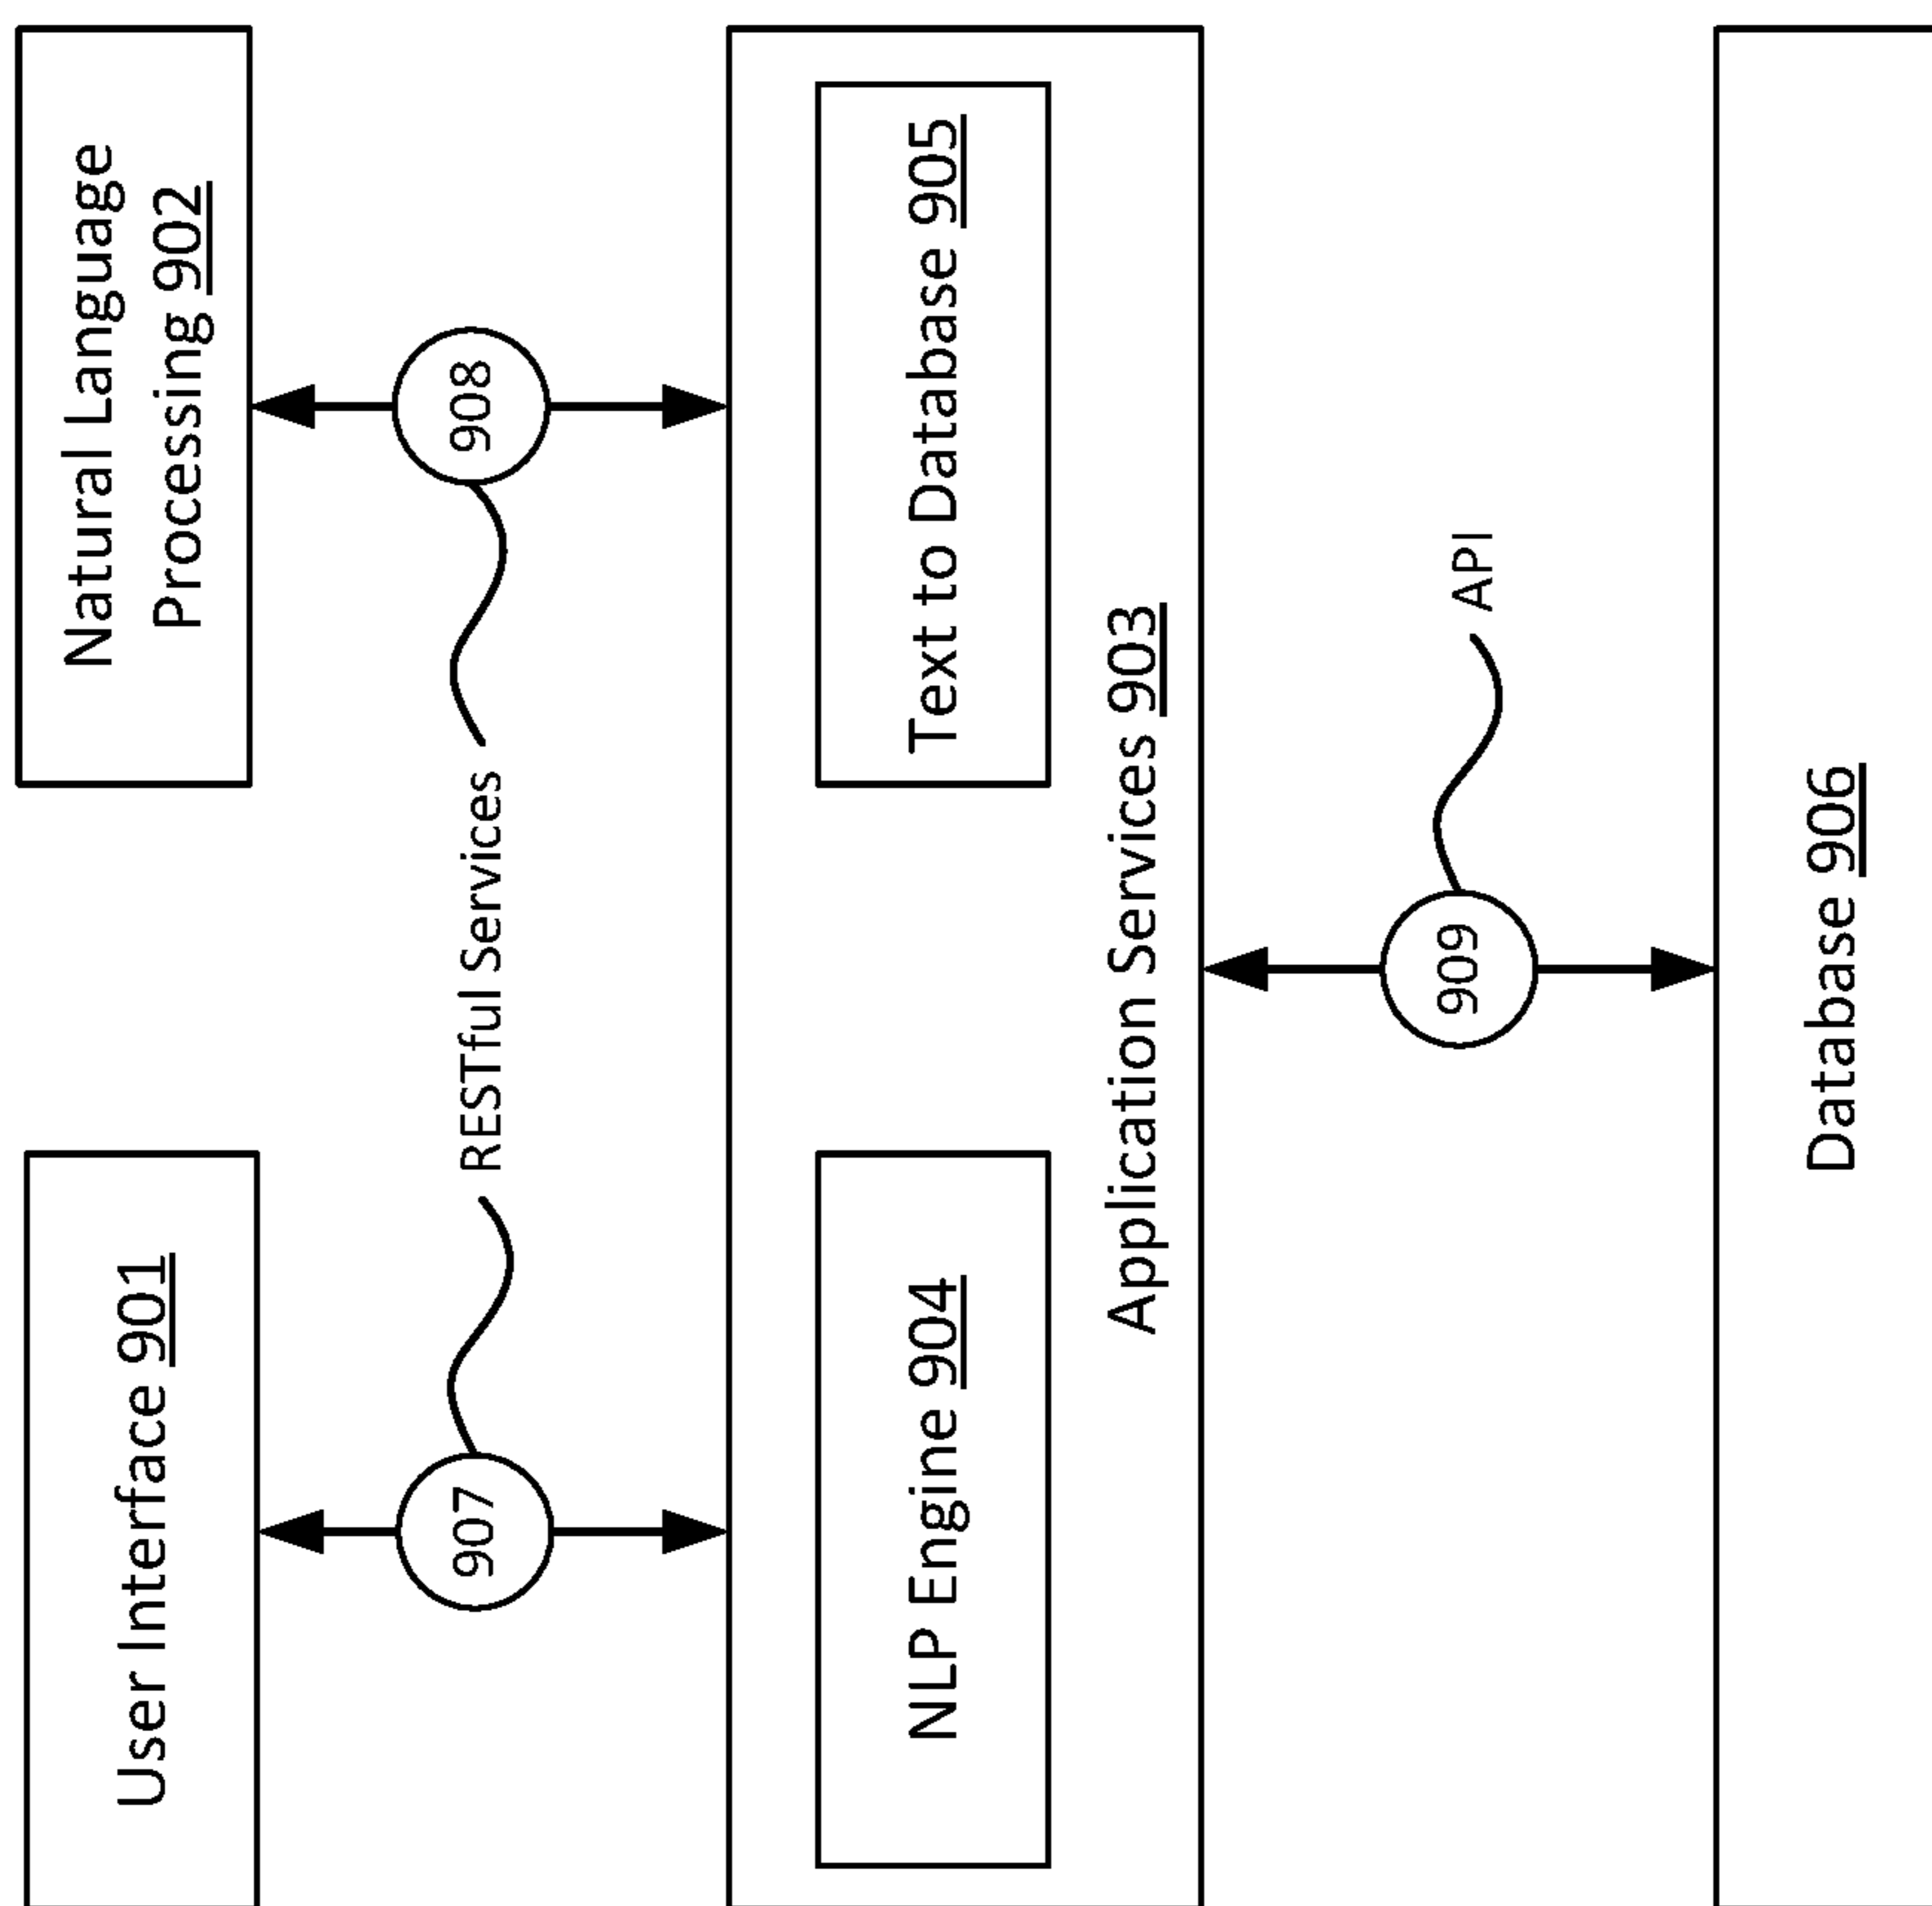 User Interface 901
Natural Language
Processing 902
907
RESTful Services
908
NLP Engine 904
Text to Database 905
Application Services 903
909
API
Database 906